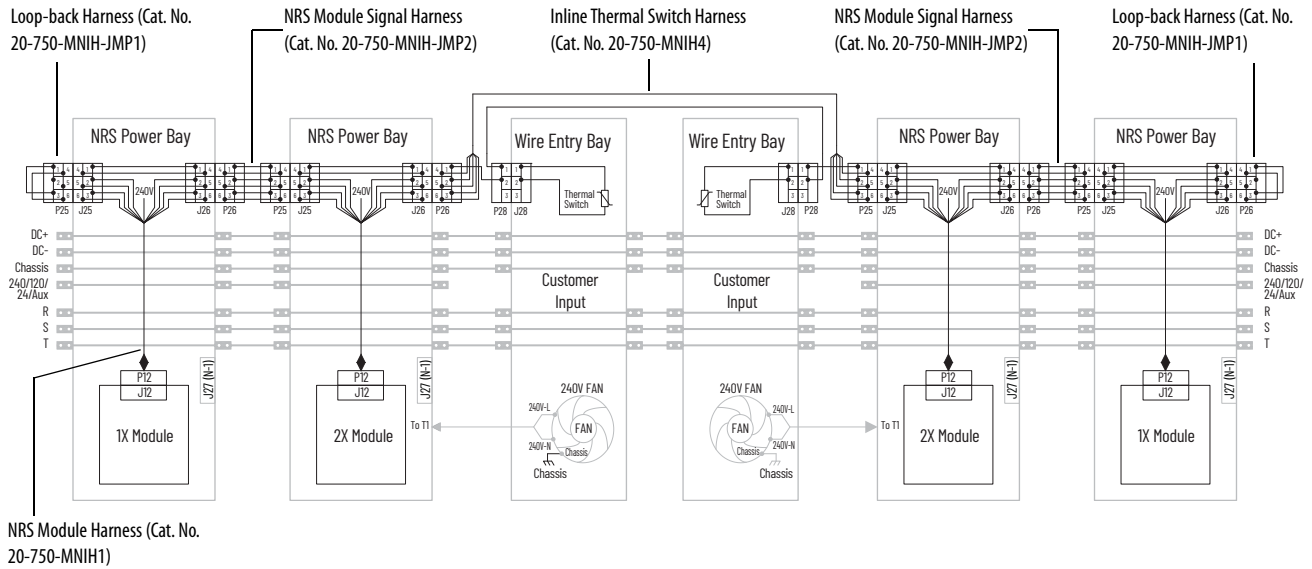 Loop-back Harness (Cat. No.
20-750-MNIH-JMP1)
NRS Module Signal Harness
(Cat. No. 20-750-MNIH-JMP2)
Inline Thermal Switch Harness
(Cat. No. 20-750-MNIH4)
NRS Module Signal Harness
(Cat. No. 20-750-MNIH-JMP2)
Loop-back Harness (Cat. No.
20-750-MNIH-JMP1)
NRS Power Bay
NRS Power Bay
Wire Entry Bay
Wire Entry Bay
NRS Power Bay
NRS Power Bay
240V
240V
Thermal
Switch
Thermal
Switch
240V
240V
P25 J25
J26 P26
P25 J25
J26 P26
P28 J28
J28 P28
P25 J25
J26 P26
P25 J25
J26 P26
DC+
DC-
Chassis
240/120/
24/Aux
R
S
T
Customer
Input
Customer
Input
DC+
DC-
Chassis
240/120/
24/Aux
R
S
T
P12
J12
1X Module
J27 (N-1)
P12
J12
2X Module
J27 (N-1)
To T1
240V FAN
240V-L
FAN
240V-N
Chassis
Chassis
240V FAN
240V-L
FAN
240V-N
Chassis
Chassis
To T1
P12
J12
2X Module
J27 (N-1)
P12
J12
1X Module
J27 (N-1)
NRS Module Harness (Cat. No.
20-750-MNIH1)